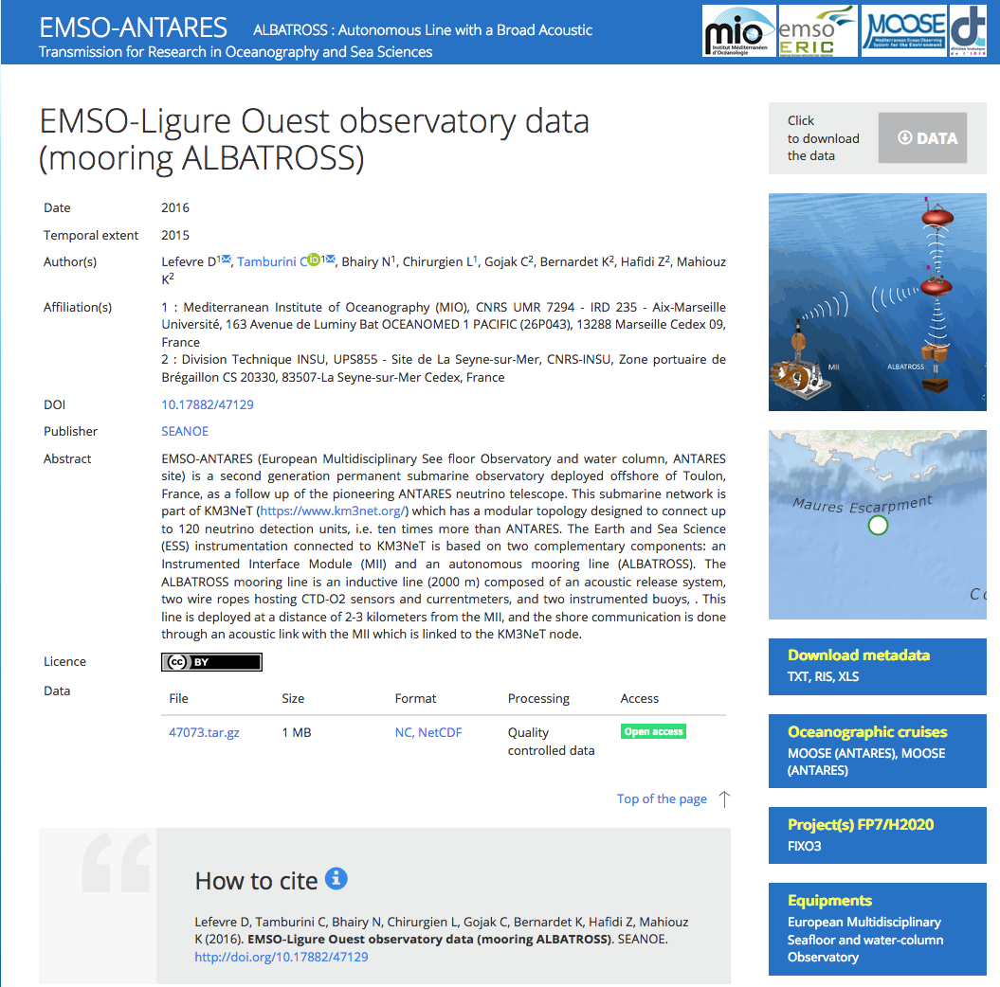 EMSO-ANTARES ALBATROSS : Autonomous Line with a Broad Acoustic
Transmission for Research in Oceanography and Sea Sciences
mio
Institut Méditerranéen
d'Océanologie
emso
ERIC
MOOSE
Mediterranean Ocean Observing
System for the Environment
dt
EMSO-Ligure Ouest observatory data
(mooring ALBATROSS)
Click
to download
the data
DATA
Date 2016
Temporal extent 2015
Author(s) Lefevre D1, Tamburini C iD 1, Bhairy N1, Chirurgien L1, Gojak C2, Bernardet K2, Hafidi Z2, Mahiouz
K2
Affiliation(s) 1 : Mediterranean Institute of Oceanography (MIO), CNRS UMR 7294 - IRD 235 - Aix-Marseille
Université, 163 Avenue de Luminy Bat OCEANOMED 1 PACIFIC (26P043), 13288 Marseille Cedex 09,
France
2 : Division Technique INSU, UPS855 - Site de La Seyne-sur-Mer, CNRS-INSU, Zone portuaire de
Brégaillon CS 20330, 83507-La Seyne-sur-Mer Cedex, France
DOI 10.17882/47129
Publisher SEANOE
Abstract EMSO-ANTARES (European Multidisciplinary See floor Observatory and water column, ANTARES
site) is a second generation permanent submarine observatory deployed offshore of Toulon,
France, as a follow up of the pioneering ANTARES neutrino telescope. This submarine network is
part of KM3NeT (https://www.km3net.org/) which has a modular topology designed to connect up
to 120 neutrino detection units, i.e. ten times more than ANTARES. The Earth and Sea Science
(ESS) instrumentation connected to KM3NeT is based on two complementary components: an
Instrumented Interface Module (MII) and an autonomous mooring line (ALBATROSS). The
ALBATROSS mooring line is an inductive line (2000 m) composed of an acoustic release system,
two wire ropes hosting CTD-O2 sensors and currentmeters, and two instrumented buoys, . This
line is deployed at a distance of 2-3 kilometers from the MII, and the shore communication is done
through an acoustic link with the MII which is linked to the KM3NeT node.
Licence cc BY
Data File Size Format Processing Access
47073.tar.gz 1 MB NC, NetCDF Quality Open access
controlled data
Top of the page
How to cite
Lefevre D, Tamburini C, Bhairy N, Chirurgien L, Gojak C, Bernardet K, Hafidi Z, Mahiouz
K (2016). EMSO-Ligure Ouest observatory data (mooring ALBATROSS). SEANOE.
http://doi.org/10.17882/47129
MII
ALBATROSS
Maures Escarpment
Download metadata
TXT, RIS, XLS
Oceanographic cruises
MOOSE (ANTARES), MOOSE
(ANTARES)
Project(s) FP7/H2020
FIXO3
Equipments
European Multidisciplinary
Seafloor and water-column
Observatory